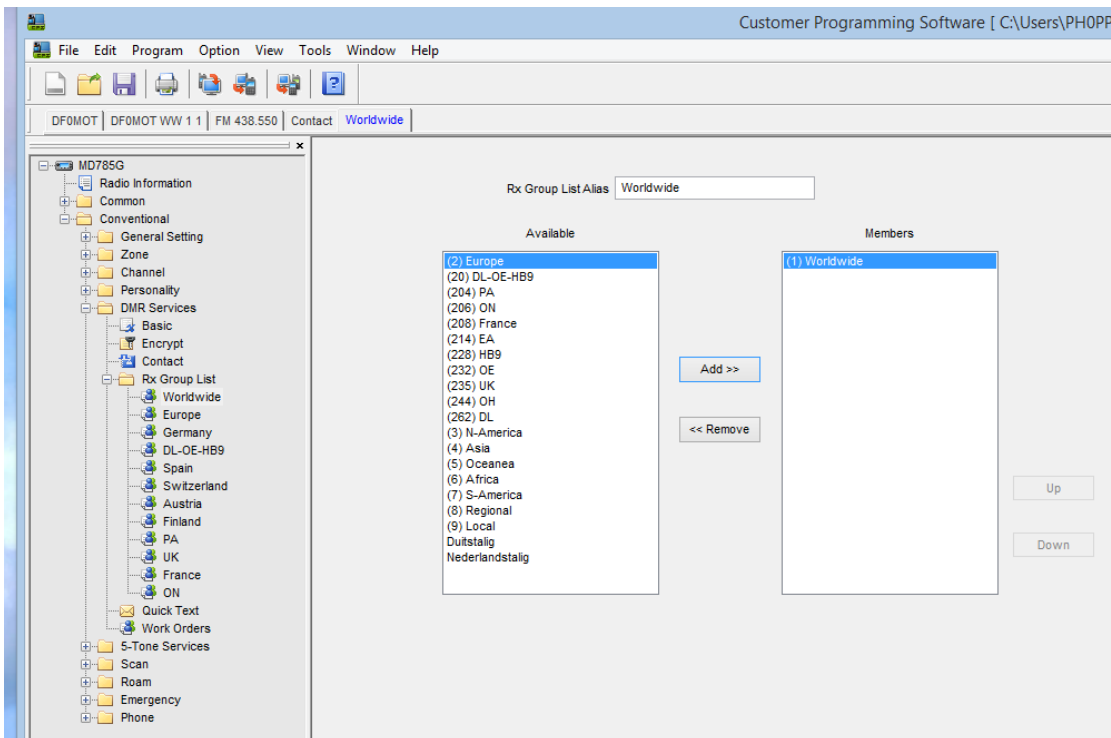 Customer Programming Software [ C:\Users\PH0PP
File Edit Program Option View Tools Window Help
DF0MOT DF0MOT WW 1 1 FM 438.550 Contact Worldwide
MD785G
Radio Information
Common
Conventional
General Setting
Zone
Channel
Personality
DMR Services
Basic
Encrypt
Contact
Rx Group List
Worldwide
Europe
Germany
DL-OE-HB9
Spain
Switzerland
Austria
Finland
PA
UK
France
ON
Quick Text
Work Orders
5-Tone Services
Scan
Roam
Emergency
Phone
Rx Group List Alias Worldwide
Available
(2) Europe
(20) DL-OE-HB9
(204) PA
(206) ON
(208) France
(214) EA
(228) HB9
(232) OE
(235) UK
(244) OH
(262) DL
(3) N-America
(4) Asia
(5) Oceanea
(6) Africa
(7) S-America
(8) Regional
(9) Local
Duitstalig
Nederlandstalig
Add >>
<< Remove
Members
(1) Worldwide
Up
Down